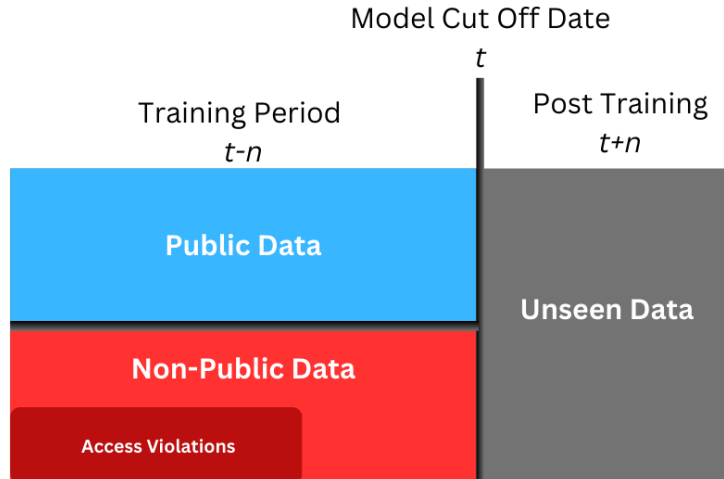 Model Cut Off Date
t
Training Period
t-n
Post Training
t+n
Public Data
Unseen Data
Non-Public Data
Access Violations